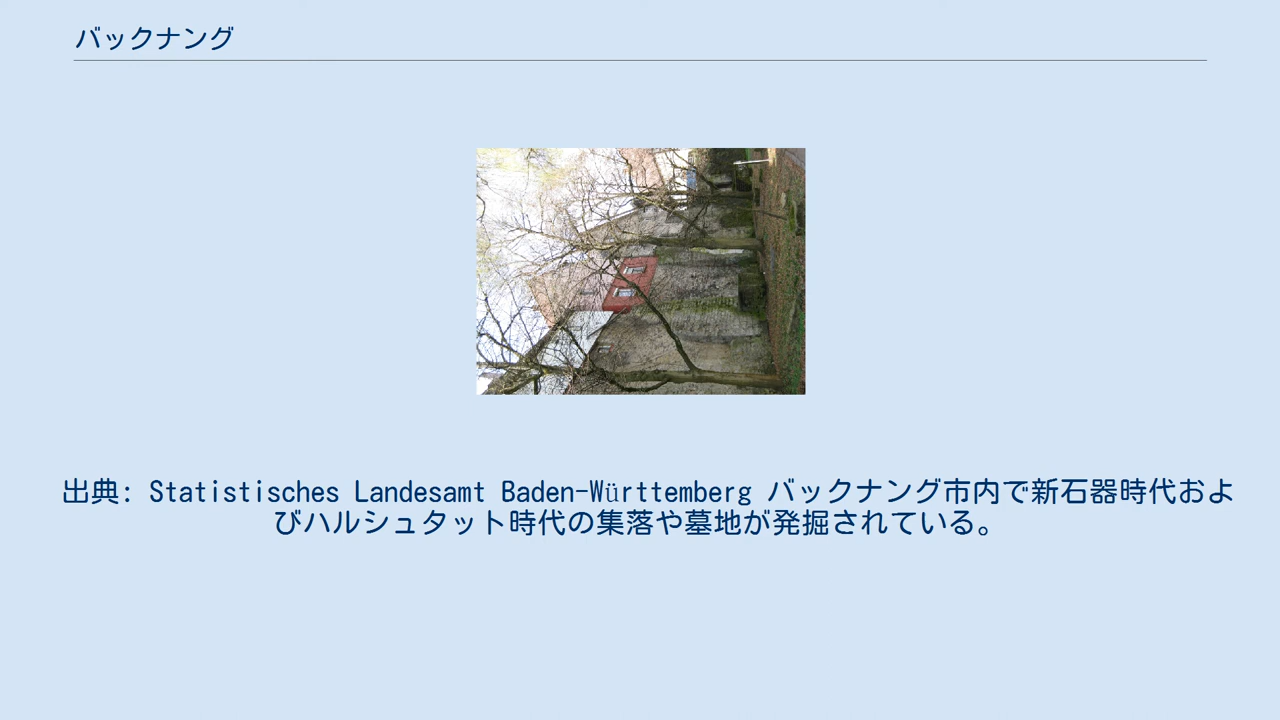 バックナング
出典: Statistisches Landesamt Baden-Württemberg バックナング市内で新石器時代およ
びハルシュタット時代の集落や墓地が発掘されている。